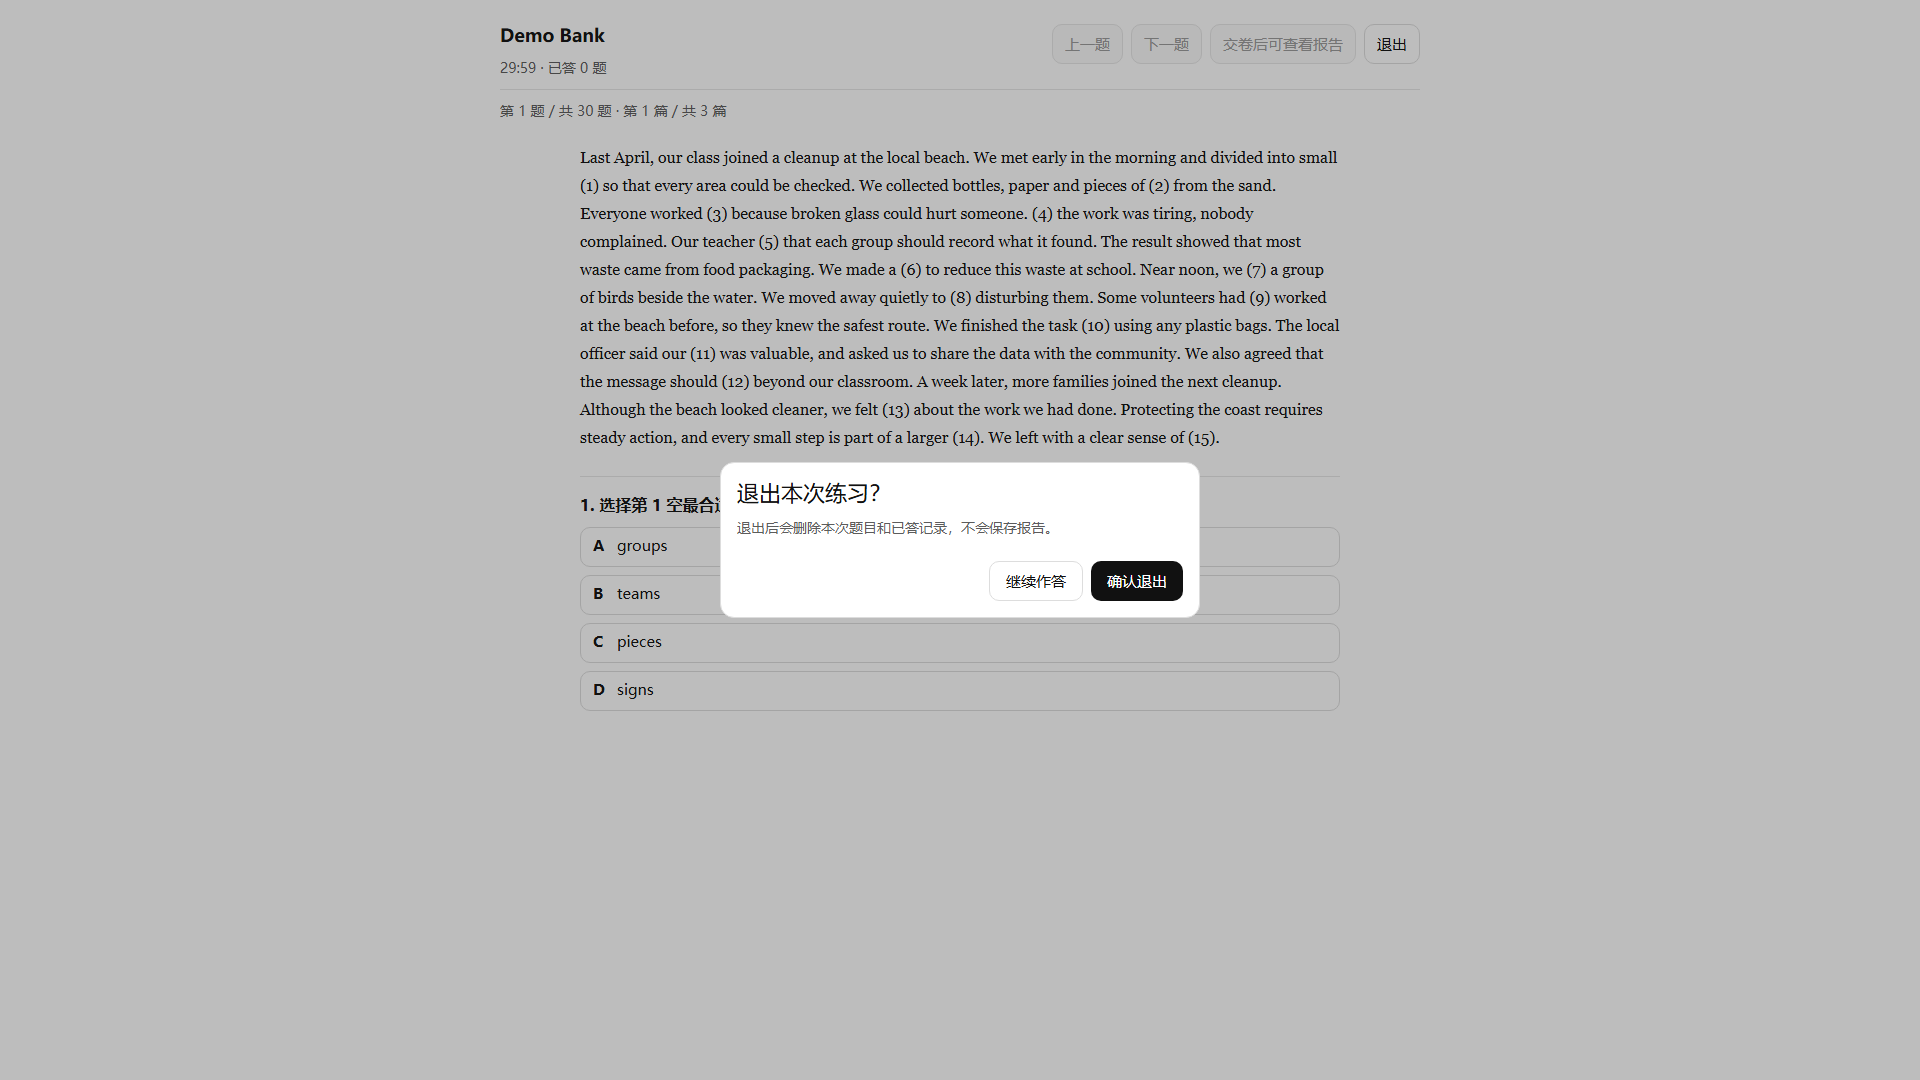 Demo Bank
29:59 · 已答 0 题
上一题
下一题
交卷后可查看报告
退出
第 1 题 / 共 30 题 · 第 1 篇 / 共 3 篇
Last April, our class joined a cleanup at the local beach. We met early in the morning and divided into small
(1) so that every area could be checked. We collected bottles, paper and pieces of (2) from the sand.
Everyone worked (3) because broken glass could hurt someone. (4) the work was tiring, nobody
complained. Our teacher (5) that each group should record what it found. The result showed that most
waste came from food packaging. We made a (6) to reduce this waste at school. Near noon, we (7) a group
of birds beside the water. We moved away quietly to (8) disturbing them. Some volunteers had (9) worked
at the beach before, so they knew the safest route. We finished the task (10) using any plastic bags. The local
officer said our (11) was valuable, and asked us to share the data with the community. We also agreed that
the message should (12) beyond our classroom. A week later, more families joined the next cleanup.
Although the beach looked cleaner, we felt (13) about the work we had done. Protecting the coast requires
steady action, and every small step is part of a larger (14). We left with a clear sense of (15).
1. 选择第 1 空最合
退出本次练习？
退出后会删除本次题目和已答记录，不会保存报告。
继续作答
确认退出
A groups
B teams
C pieces
D signs